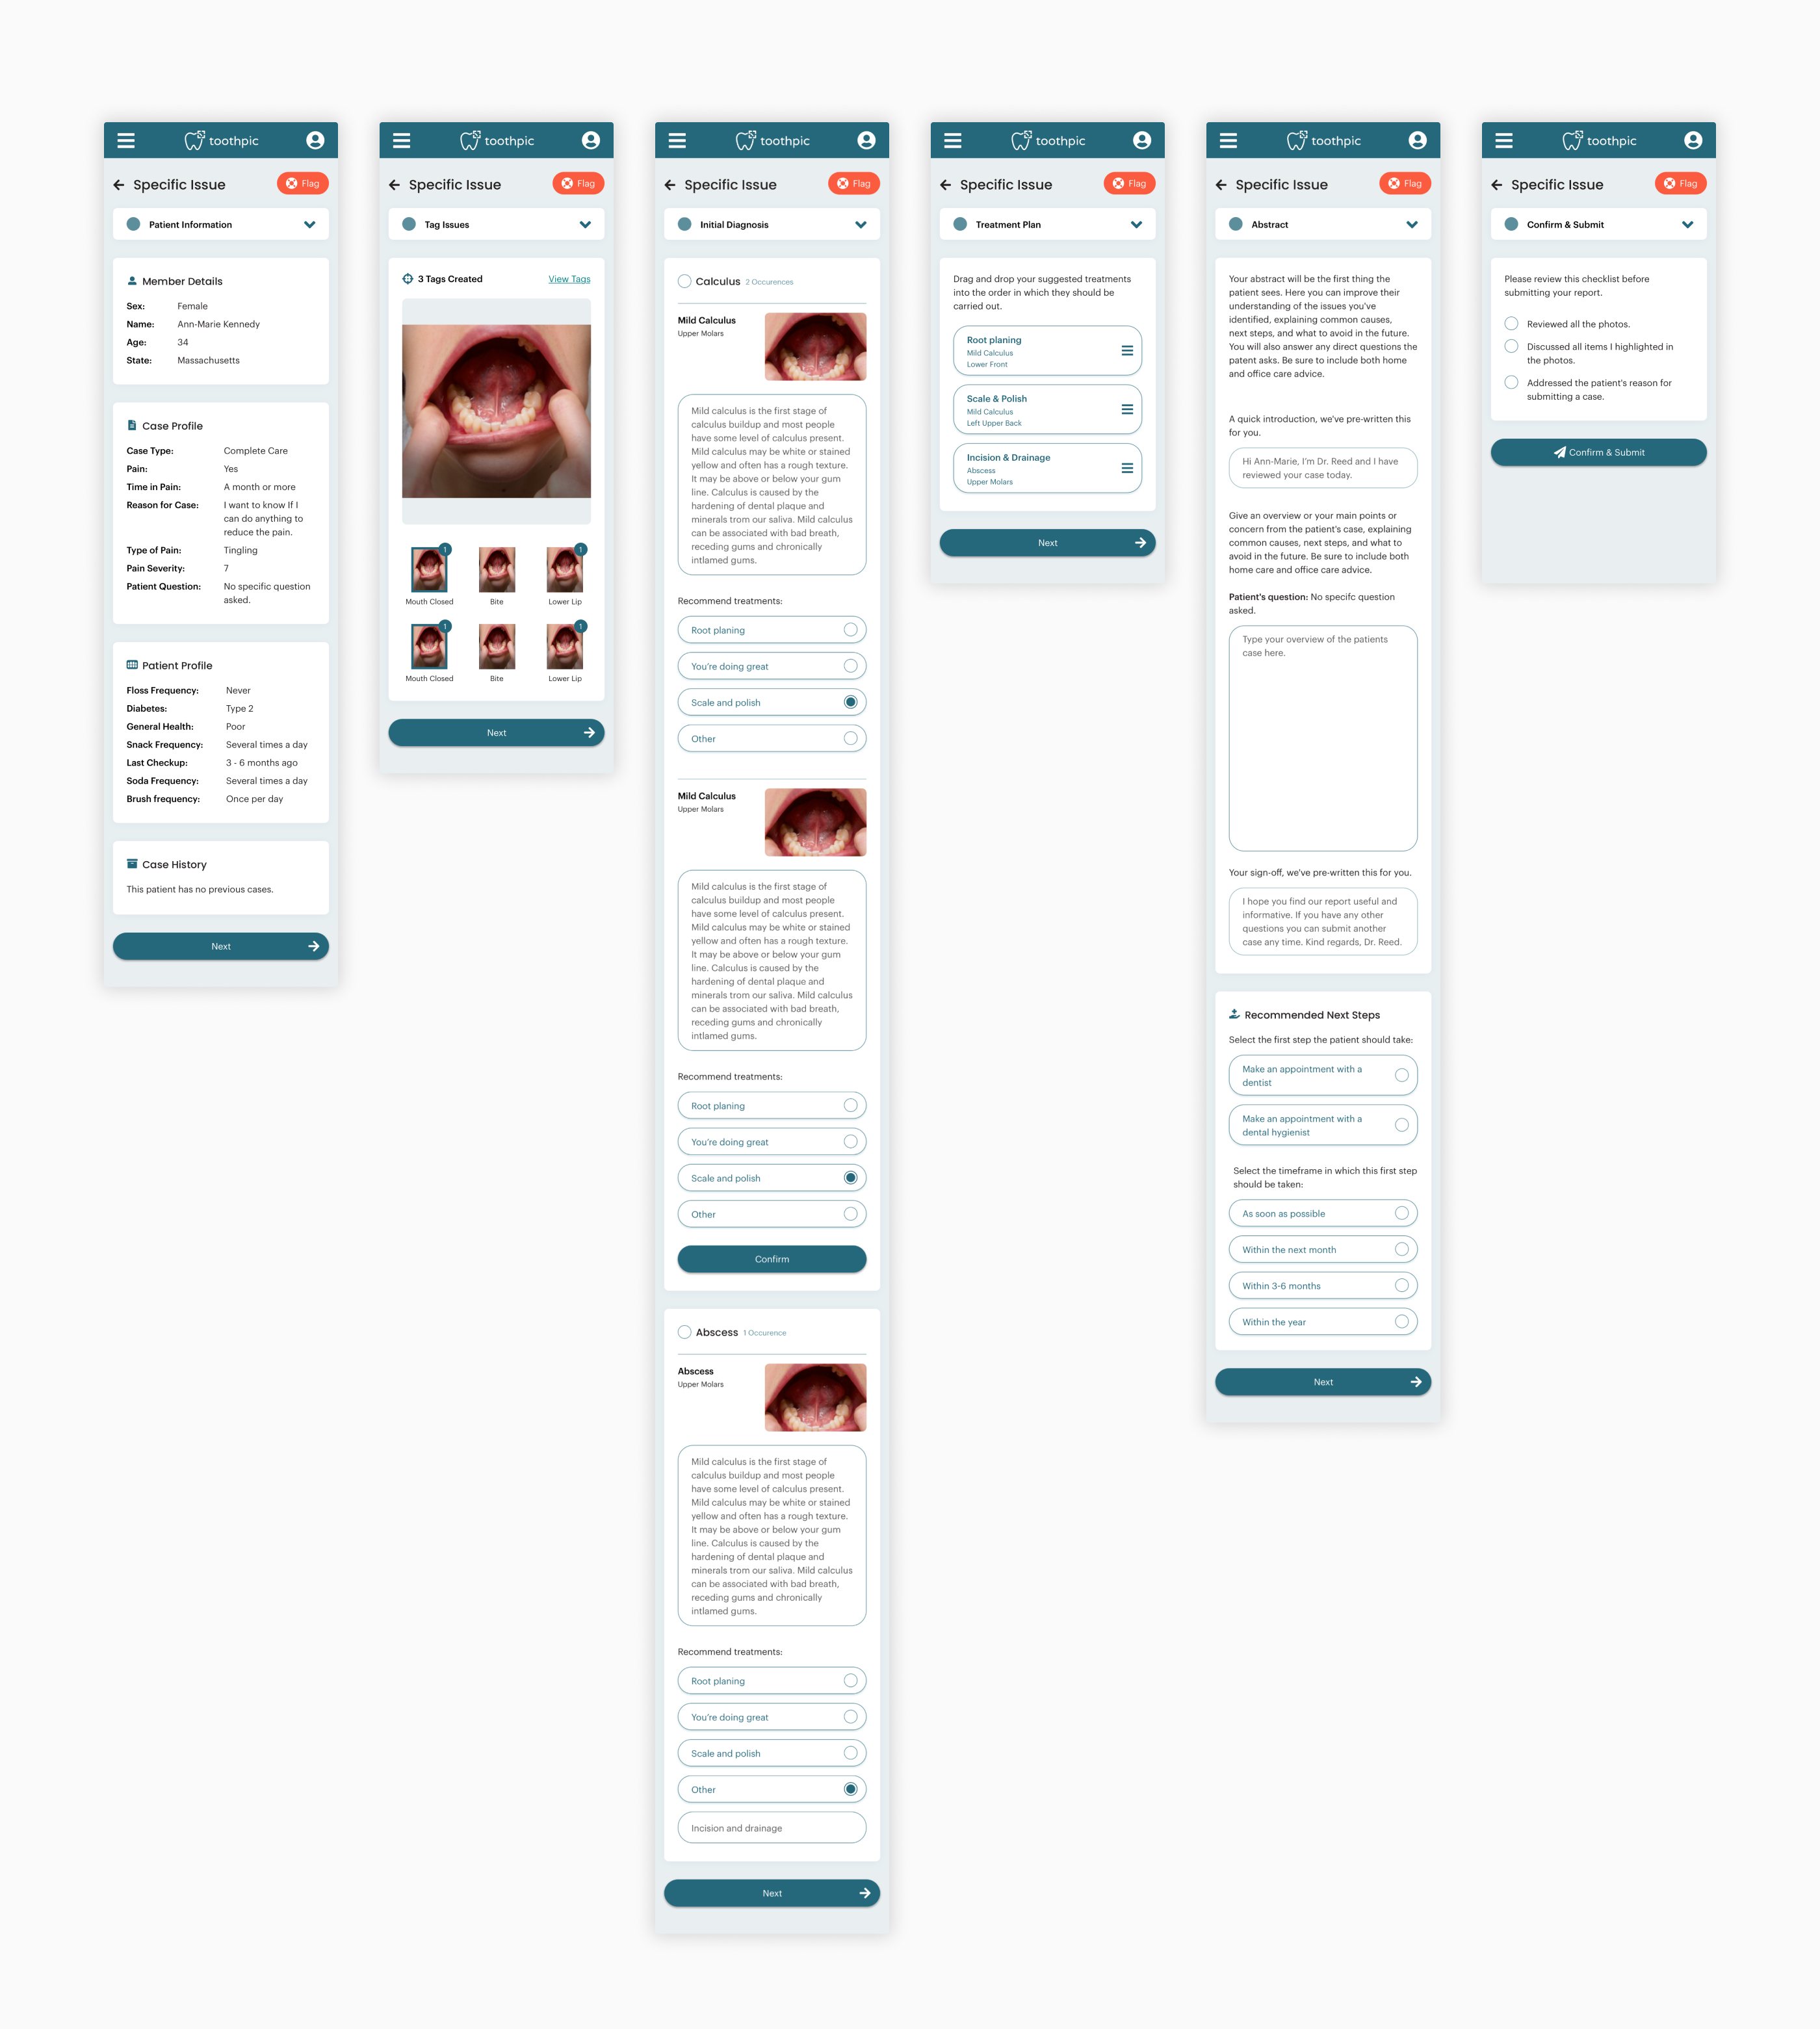 toothpic
Specific Issue
Flag
Patient Information
Member Details
Sex: Female
Name: Ann-Marie Kennedy
Age: 34
State: Massachusetts
Case Profile
Case Type: Complete Care
Pain: Yes
Time in Pain: A month or more
Reason for Case: I want to know If I
can do anything to
reduce the pain.
Type of Pain: Tingling
Pain Severity: 7
Patient Question: No specific question
asked.
Patient Profile
Floss Frequency: Never
Diabetes: Type 2
General Health: Poor
Snack Frequency: Several times a day
Last Checkup: 3 - 6 months ago
Soda Frequency: Several times a day
Brush frequency: Once per day
Case History
This patient has no previous cases.
Next
toothpic
Specific Issue
Flag
Tag Issues
3 Tags Created
View Tags
1
1
Mouth Closed
Bite
Lower Lip
1
1
Mouth Closed
Bite
Lower Lip
Next
toothpic
Specific Issue
Flag
Initial Diagnosis
Calculus 2 Occurences
Mild Calculus
Upper Molars
Mild calculus is the first stage of
calculus buildup and most people
have some level of calculus present.
Mild calculus may be white or stained
yellow and often has a rough texture.
It may be above or below your gum
line. Calculus is caused by the
hardening of dental plaque and
minerals trom our saliva. Mild calculus
can be associated with bad breath,
receding gums and chronically
intlamed gums.
Recommend treatments:
Root planing
You're doing great
Scale and polish
Other
Mild Calculus
Upper Molars
Mild calculus is the first stage of
calculus buildup and most people
have some level of calculus present.
Mild calculus may be white or stained
yellow and often has a rough texture.
It may be above or below your gum
line. Calculus is caused by the
hardening of dental plaque and
minerals trom our saliva. Mild calculus
can be associated with bad breath,
receding gums and chronically
intlamed gums.
Recommend treatments:
Root planing
You're doing great
Scale and polish
Other
Confirm
Abscess 1 Occurence
Abscess
Upper Molars
Mild calculus is the first stage of
calculus buildup and most people
have some level of calculus present.
Mild calculus may be white or stained
yellow and often has a rough texture.
It may be above or below your gum
line. Calculus is caused by the
hardening of dental plaque and
minerals trom our saliva. Mild calculus
can be associated with bad breath,
receding gums and chronically
intlamed gums.
Recommend treatments:
Root planing
You're doing great
Scale and polish
Other
Incision and drainage
Next
toothpic
Specific Issue
Flag
Treatment Plan
Drag and drop your suggested treatments
into the order in which they should be
carried out.
Root planing
Mild Calculus
Lower Front
Scale & Polish
Mild Calculus
Left Upper Back
Incision & Drainage
Abscess
Upper Molars
Next
toothpic
Specific Issue
Flag
Abstract
Your abstract will be the first thing the
patient sees. Here you can improve their
understanding of the issues you've
identified, explaining common causes,
next steps, and what to avoid in the future.
You will also answer any direct questions the
patent asks. Be sure to include both home
and office care advice.
A quick introduction, we've pre-written this
for you.
Hi Ann-Marie, I'm Dr. Reed and I have
reviewed your case today.
Give an overview or your main points or
concern from the patient's case, explaining
common causes, next steps, and what to
avoid in the future. Be sure to include both
home care and office care advice.
Patient's question: No specifc question
asked.
Type your overview of the patients
case here.
Your sign-off, we've pre-written this for you.
I hope you find our report useful and
informative. If you have any other
questions you can submit another
case any time. Kind regards, Dr. Reed.
Recommended Next Steps
Select the first step the patient should take:
Make an appointment with a
dentist
Make an appointment with a
dental hygienist
Select the timeframe in which this first step
should be taken:
As soon as possible
Within the next month
Within 3-6 months
Within the year
Next
toothpic
Specific Issue
Flag
Confirm & Submit
Please review this checklist before
submitting your report.
Reviewed all the photos.
Discussed all items I highlighted in
the photos.
Addressed the patient's reason for
submitting a case.
Confirm & Submit